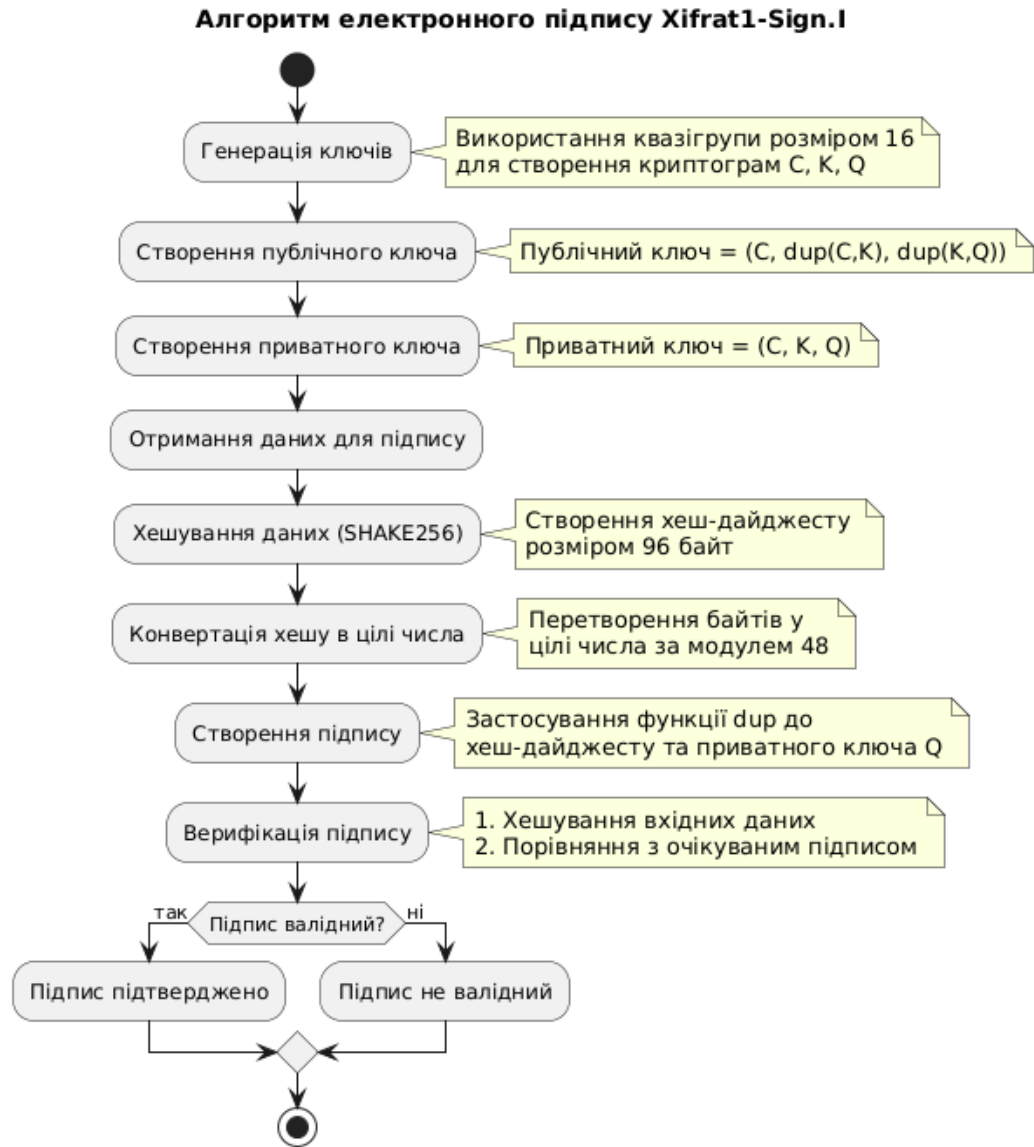 Алгоритм електронного підпису Xifrat1-Sign.I
Генерація ключів
Використання квазігрупи розміром 16
для створення криптограм C, K, Q
Створення публічного ключа
Публічний ключ = (C, dup(C,K), dup(K,Q))
Створення приватного ключа
Приватний ключ = (C, K, Q)
Отримання даних для підпису
Хешування даних (SHAKE256)
Створення хеш-дайджесту
розміром 96 байт
Конвертація хешу в цілі числа
Перетворення байтів у
цілі числа за модулем 48
Створення підпису
Застосування функції dup до
хеш-дайджесту та приватного ключа Q
Верифікація підпису
1. Хешування вхідних даних
2. Порівняння з очікуваним підписом
так
Підпис валідний?
ні
Підпис підтверджено
Підпис не валідний